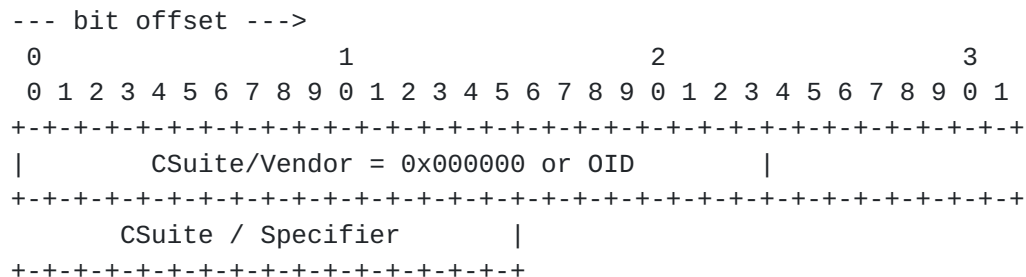 --- bit offset --->
 0                   1                   2                   3
 0 1 2 3 4 5 6 7 8 9 0 1 2 3 4 5 6 7 8 9 0 1 2 3 4 5 6 7 8 9 0 1
+-+-+-+-+-+-+-+-+-+-+-+-+-+-+-+-+-+-+-+-+-+-+-+-+-+-+-+-+-+-+-+-+
|        CSuite/Vendor = 0x000000 or OID        |
+-+-+-+-+-+-+-+-+-+-+-+-+-+-+-+-+-+-+-+-+-+-+-+-+-+-+-+-+-+-+-+-+
       CSuite / Specifier       |
+-+-+-+-+-+-+-+-+-+-+-+-+-+-+-+-+